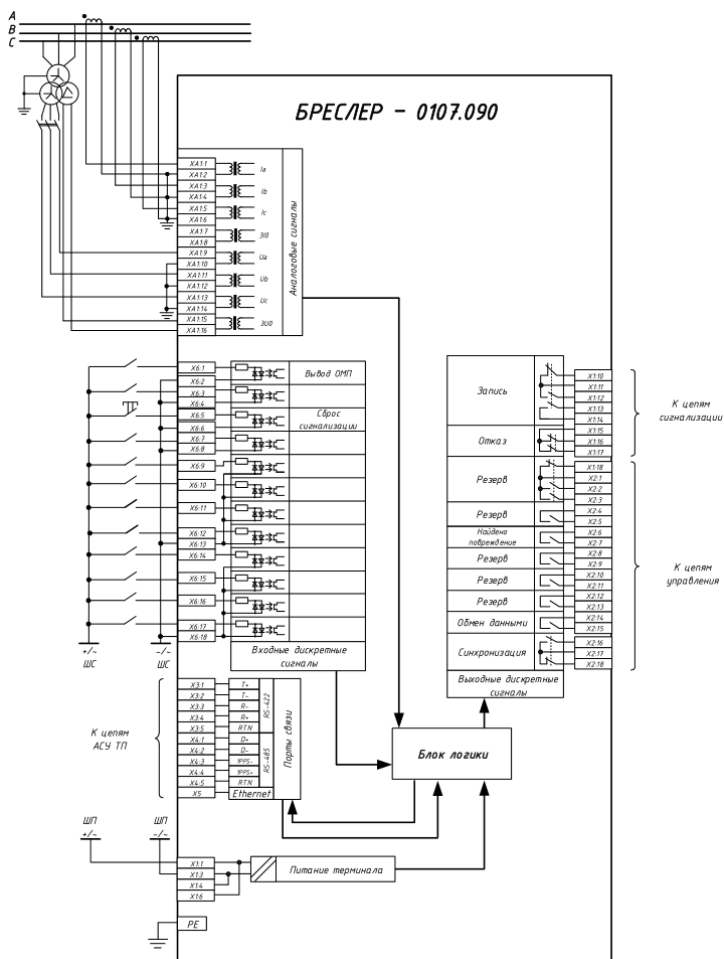 A
B
C
БРЕСЛЕР - 0107.090
XA1:1
XA1:2
XA1:3
XA1:4
XA1:5
XA1:6
XA1:7
XA1:8
XA1:9
XA1:10
XA1:11
XA1:12
XA1:13
XA1:14
XA1:15
XA1:16
Ia
Ib
Ic
3I0
Ua
Ub
Uc
3U0
Аналоговые сигналы
X6:1
X6:2
X6:3
X6:4
X6:5
X6:6
X6:7
X6:8
X6:9
X6:10
X6:11
X6:12
X6:13
X6:14
X6:15
X6:16
X6:17
X6:18
Вывод ОМП
Сброс
сигнализации
Входные дискретные
сигналы
+/~
ШС
-/~
ШС
Запись
Отказ
Резерв
Резерв
Найдено
повреждение
Резерв
Резерв
Резерв
Обмен данными
Синхронизация
Выходные дискретные
сигналы
X1:10
X1:11
X1:12
X1:13
X1:14
X1:15
X1:16
X1:17
X1:18
X2:1
X2:2
X2:3
X2:4
X2:5
X2:6
X2:7
X2:8
X2:9
X2:10
X2:11
X2:12
X2:13
X2:14
X2:15
X2:16
X2:17
X2:18
К цепям
сигнализации
К цепям
управления
К цепям
АСУ ТП
X3:1
X3:2
X3:3
X3:4
X3:5
X4:1
X4:2
X4:3
X4:4
X4:5
X5
T+
T-
R-
R+
RTN
D+
D-
1PPS-
1PPS+
RTN
Ethernet
RS-422
RS-485
Порты связи
Блок логики
ШП
+/~
ШП
-/~
X1:1
X1:3
X1:4
X1:6
Питание терминала
PE